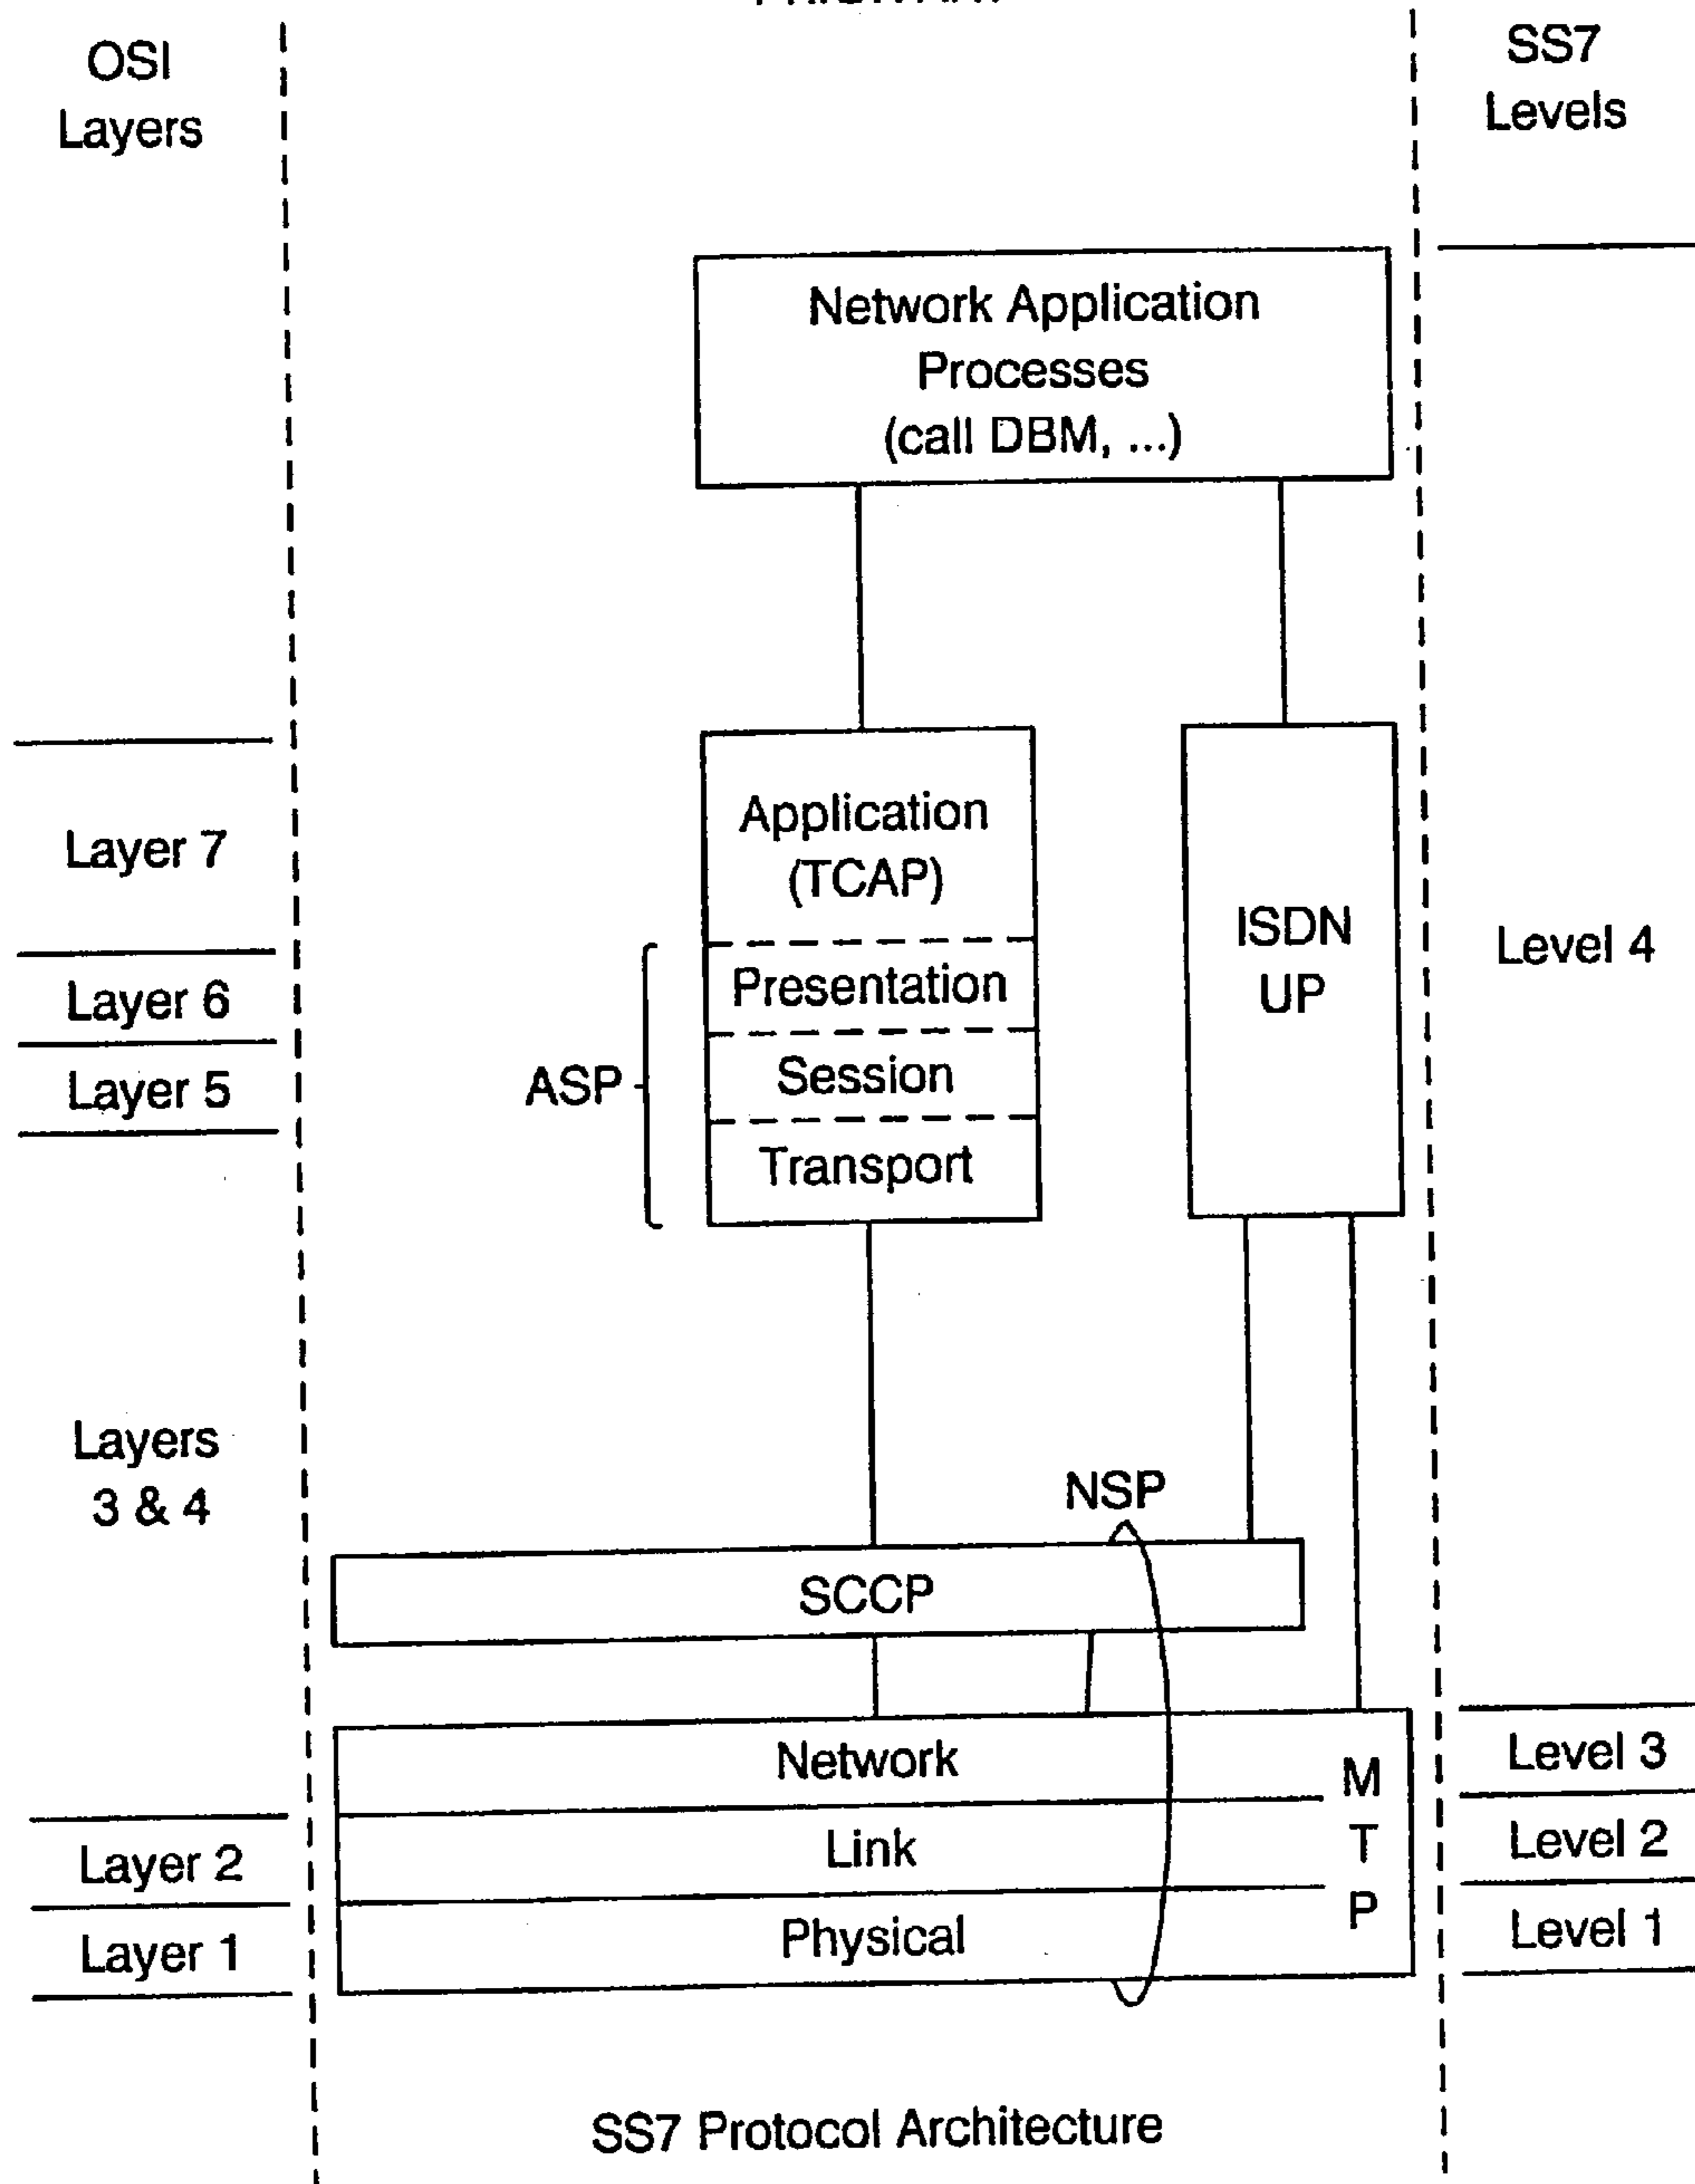 OSI
Layers
SS7
Levels
Network Application
Processes
(call DBM, ...)
Layer 7
Layer 6
Layer 5
Layers
3 & 4
Layer 2
Layer 1
Application
(TCAP)
Presentation
Session
Transport
ASP
ISDN
UP
NSP
SCCP
Network
Link
Physical
M
T
P
Level 4
Level 3
Level 2
Level 1
SS7 Protocol Architecture